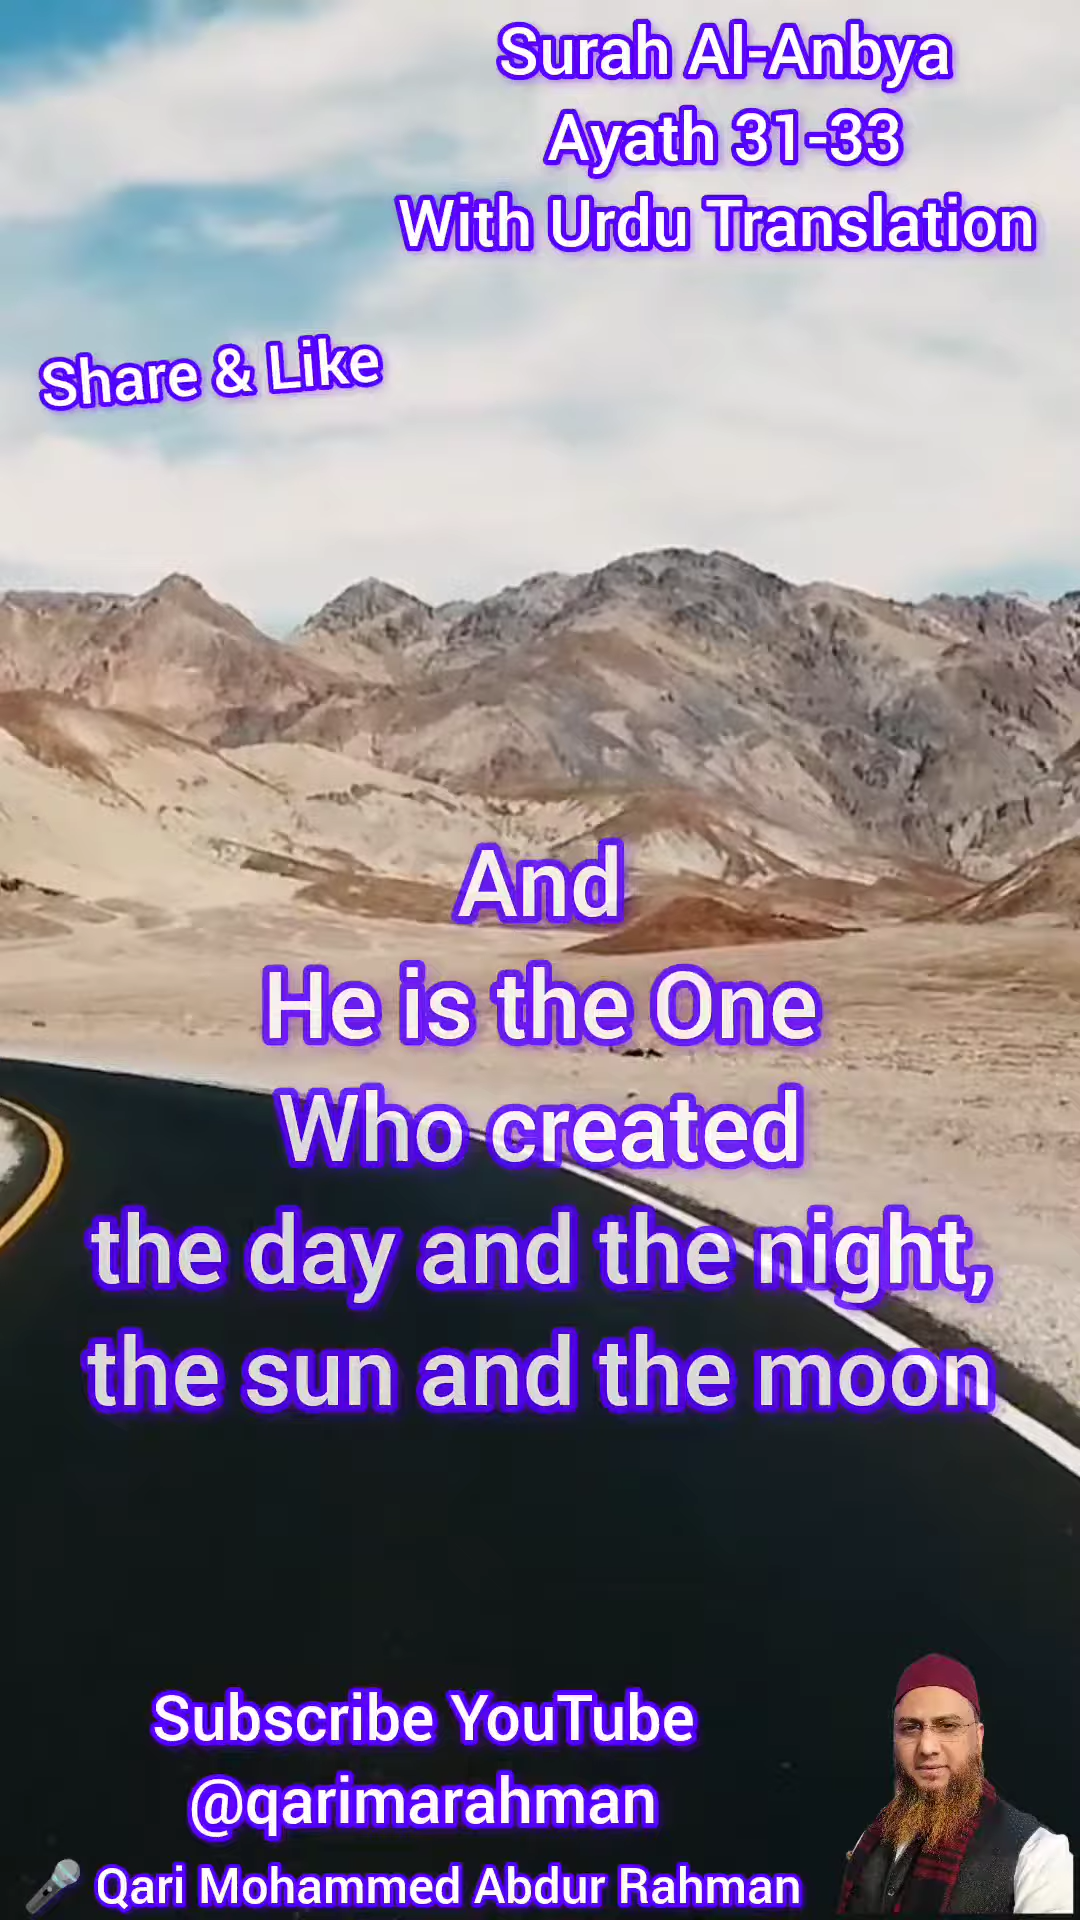 Surah Al-Anbya
Ayath 31-33
With Urdu Translation
Share & Like
And
He is the One
Who created
the day and the night,
the sun and the moon
Subscribe YouTube
@qarimarahman
🎤 Qari Mohammed Abdur Rahman